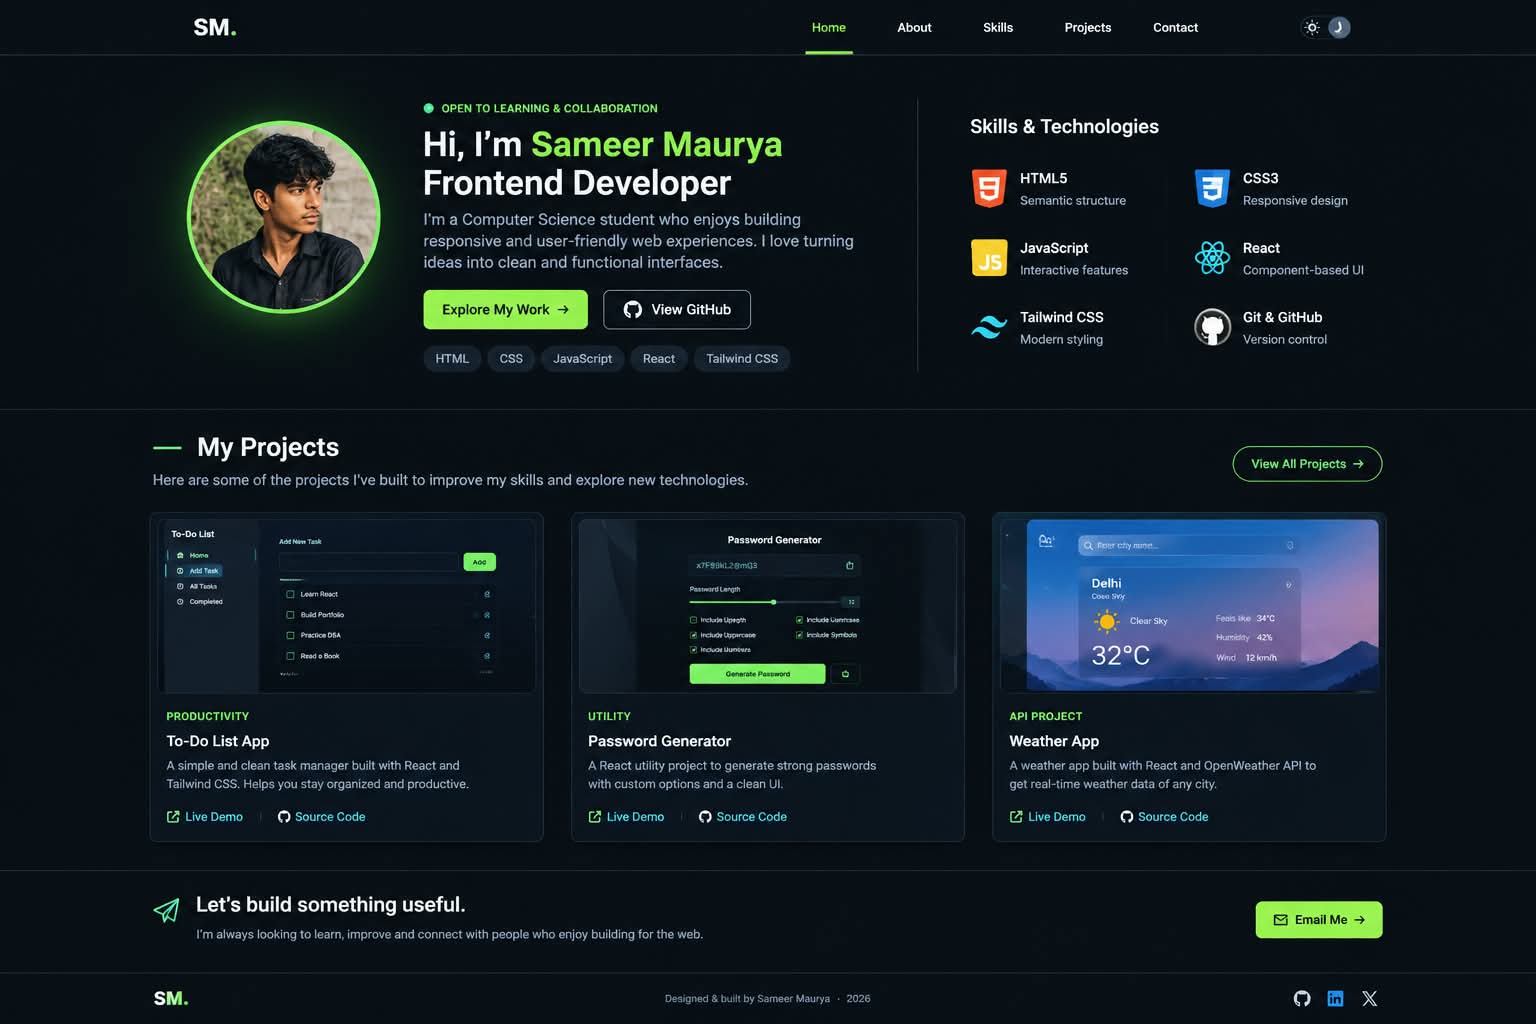 SM.
Home
About
Skills
Projects
Contact
OPEN TO LEARNING & COLLABORATION
Hi, I’m Sameer Maurya
Frontend Developer
I’m a Computer Science student who enjoys building
responsive and user-friendly web experiences. I love turning
ideas into clean and functional interfaces.
Explore My Work →
View GitHub
HTML
CSS
JavaScript
React
Tailwind CSS
Skills & Technologies
HTML5
Semantic structure
CSS3
Responsive design
JS
JavaScript
Interactive features
React
Component-based UI
Tailwind CSS
Modern styling
Git & GitHub
Version control
My Projects
Here are some of the projects I’ve built to improve my skills and explore new technologies.
View All Projects →
To-Do List
Home
Add Task
All Tasks
Completed
Add New Task
Add
Learn React
Build Portfolio
Practice DSA
Read a Book
PRODUCTIVITY
To-Do List App
A simple and clean task manager built with React and
Tailwind CSS. Helps you stay organized and productive.
Live Demo
Source Code
Password Generator
Password Length
12
Include Uppercase
Include Symbols
Include Numbers
Generate Password
UTILITY
Password Generator
A React utility project to generate strong passwords
with custom options and a clean UI.
Live Demo
Source Code
city name...
Delhi
Clear Sky
32°C
Feels like 34°C
Humidity 42%
Wind 12 km/h
API PROJECT
Weather App
A weather app built with React and OpenWeather API to
get real-time weather data of any city.
Live Demo
Source Code
Let’s build something useful.
I’m always looking to learn, improve and connect with people who enjoy building for the web.
Email Me →
SM.
Designed & built by Sameer Maurya · 2026